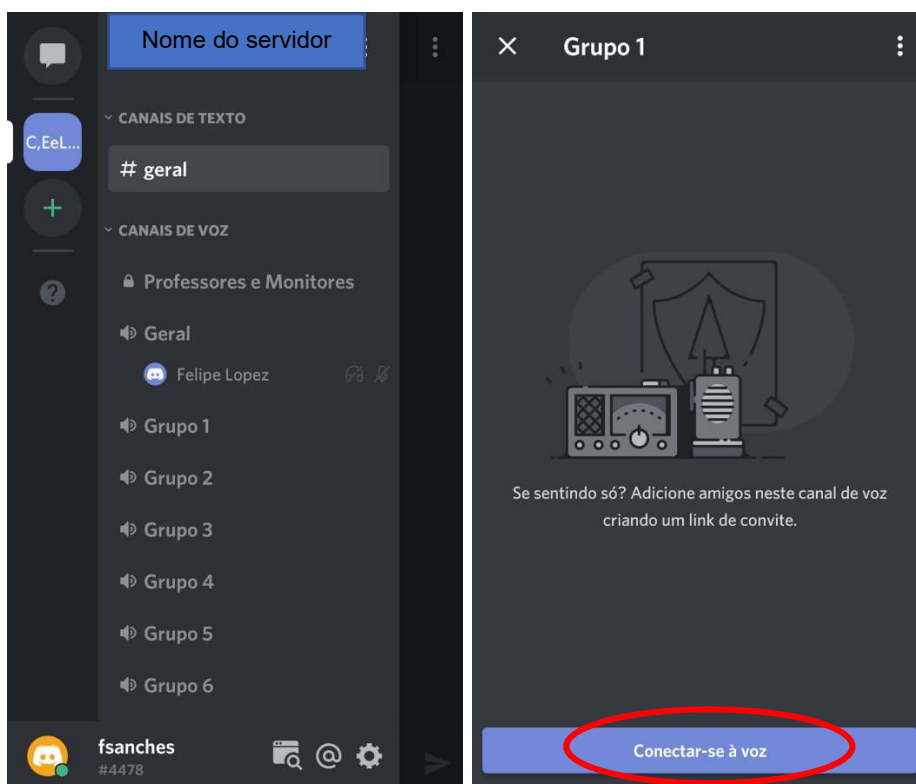 Nome do servidor
C,EeL...
CANAIS DE TEXTO
# geral
CANAIS DE VOZ
Professores e Monitores
Geral
Felipe Lopez
Grupo 1
Grupo 2
Grupo 3
Grupo 4
Grupo 5
Grupo 6
fsanches
#4478
Grupo 1
Se sentindo só? Adicione amigos neste canal de voz
criando um link de convite.
Conectar-se à voz